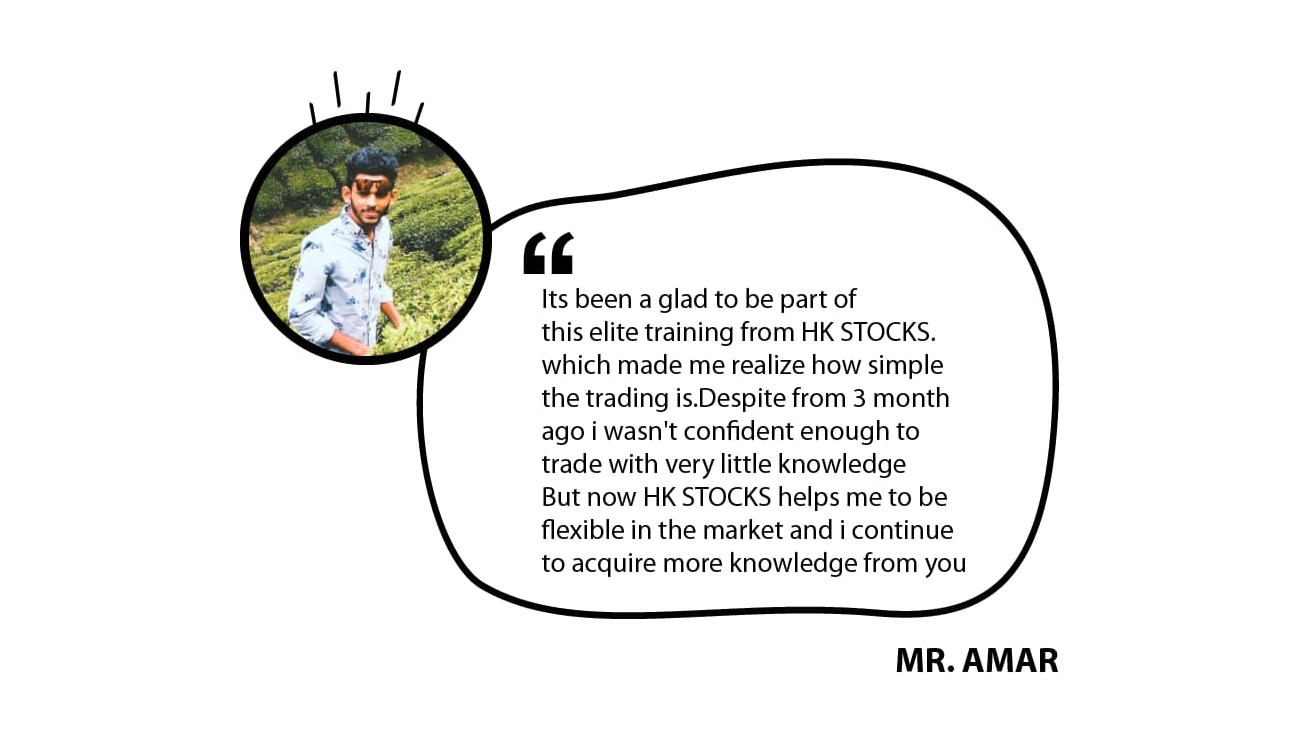 “
Its been a glad to be part of
this elite training from HK STOCKS.
which made me realize how simple
the trading is.Despite from 3 month
ago i wasn't confident enough to
trade with very little knowledge
But now HK STOCKS helps me to be
flexible in the market and i continue
to acquire more knowledge from you
MR. AMAR